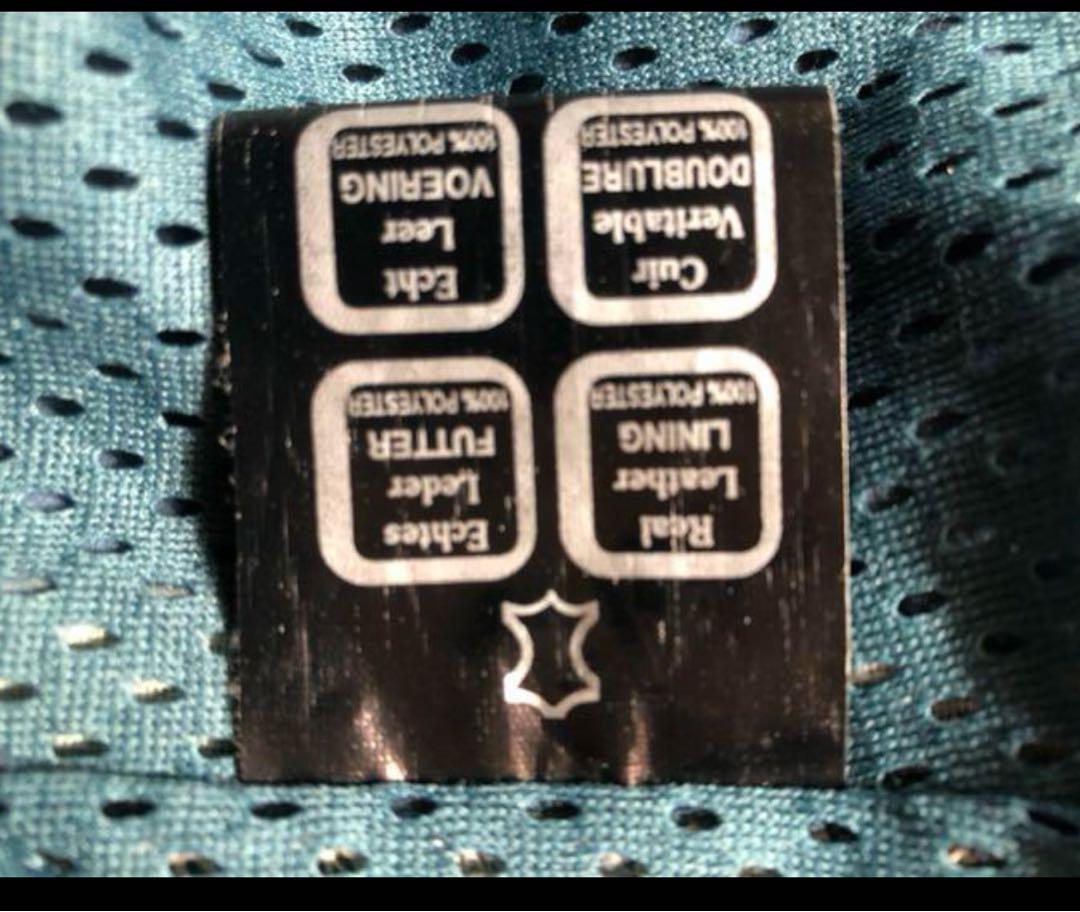 Real
Leather
LINING
100% POLYESTER
Echtes
Leder
FUTTER
100% POLYESTER
Cuir
Veritable
DOUBLURE
100% POLYESTER
Echt
Leer
VOERING
100% POLYESTER